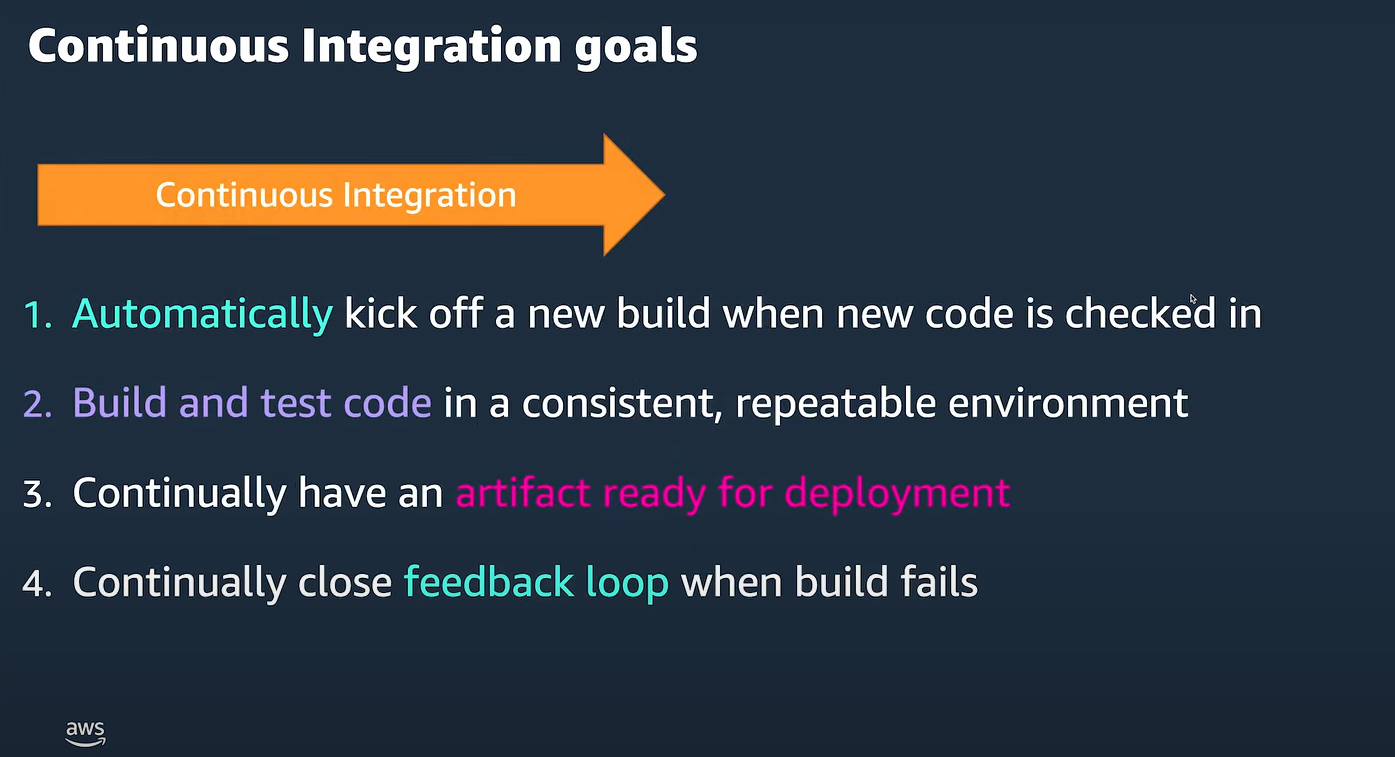 Continuous Integration goals
Continuous Integration
1. Automatically kick off a new build when new code is checked in
2. Build and test code in a consistent, repeatable environment
3. Continually have an artifact ready for deployment
4. Continually close feedback loop when build fails
aws